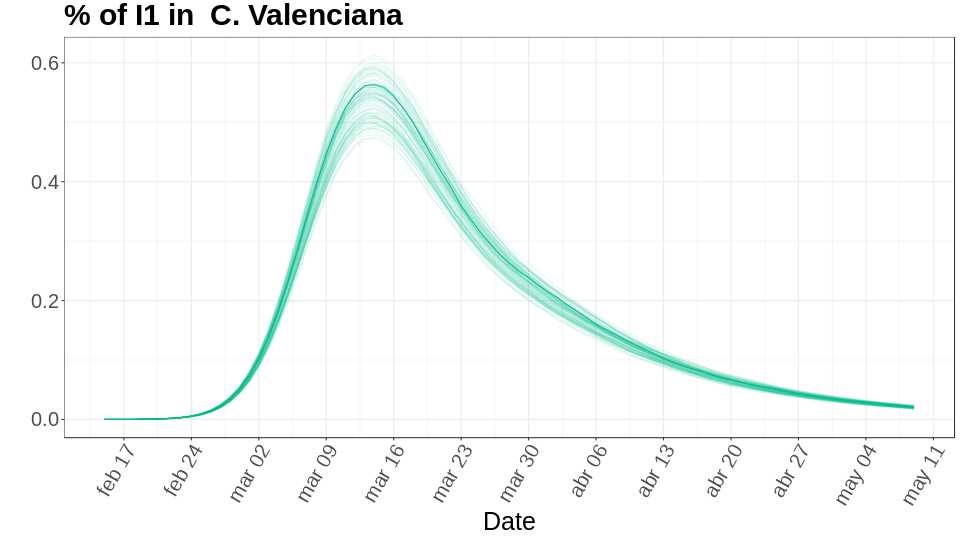 % of I1 in  C. Valenciana
0.6
0.4
0.2
0.0
feb 17
feb 24
mar 02
mar 09
mar 16
mar 23
mar 30
abr 06
abr 13
abr 20
abr 27
may 04
may 11
Date